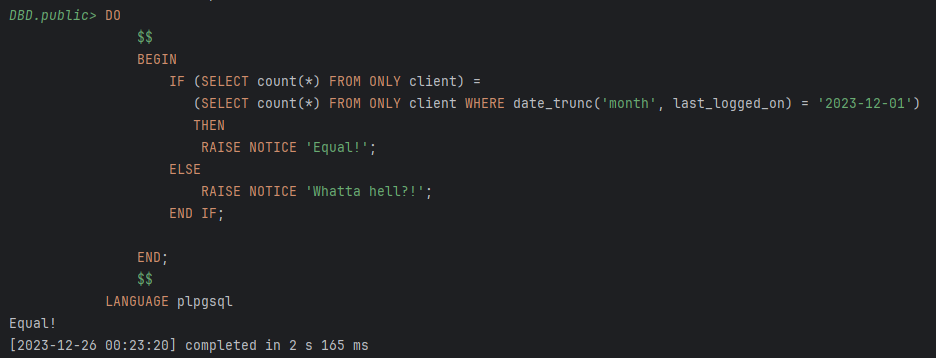 DBD.public> DO
$$
BEGIN
IF (SELECT count(*) FROM ONLY client) =
(SELECT count(*) FROM ONLY client WHERE date_trunc('month', last_logged_on) = '2023-12-01')
THEN
RAISE NOTICE 'Equal!';
ELSE
RAISE NOTICE 'Whatta hell?!';
END IF;
END;
$$
LANGUAGE plpgsql
Equal!
[2023-12-26 00:23:20] completed in 2 s 165 ms